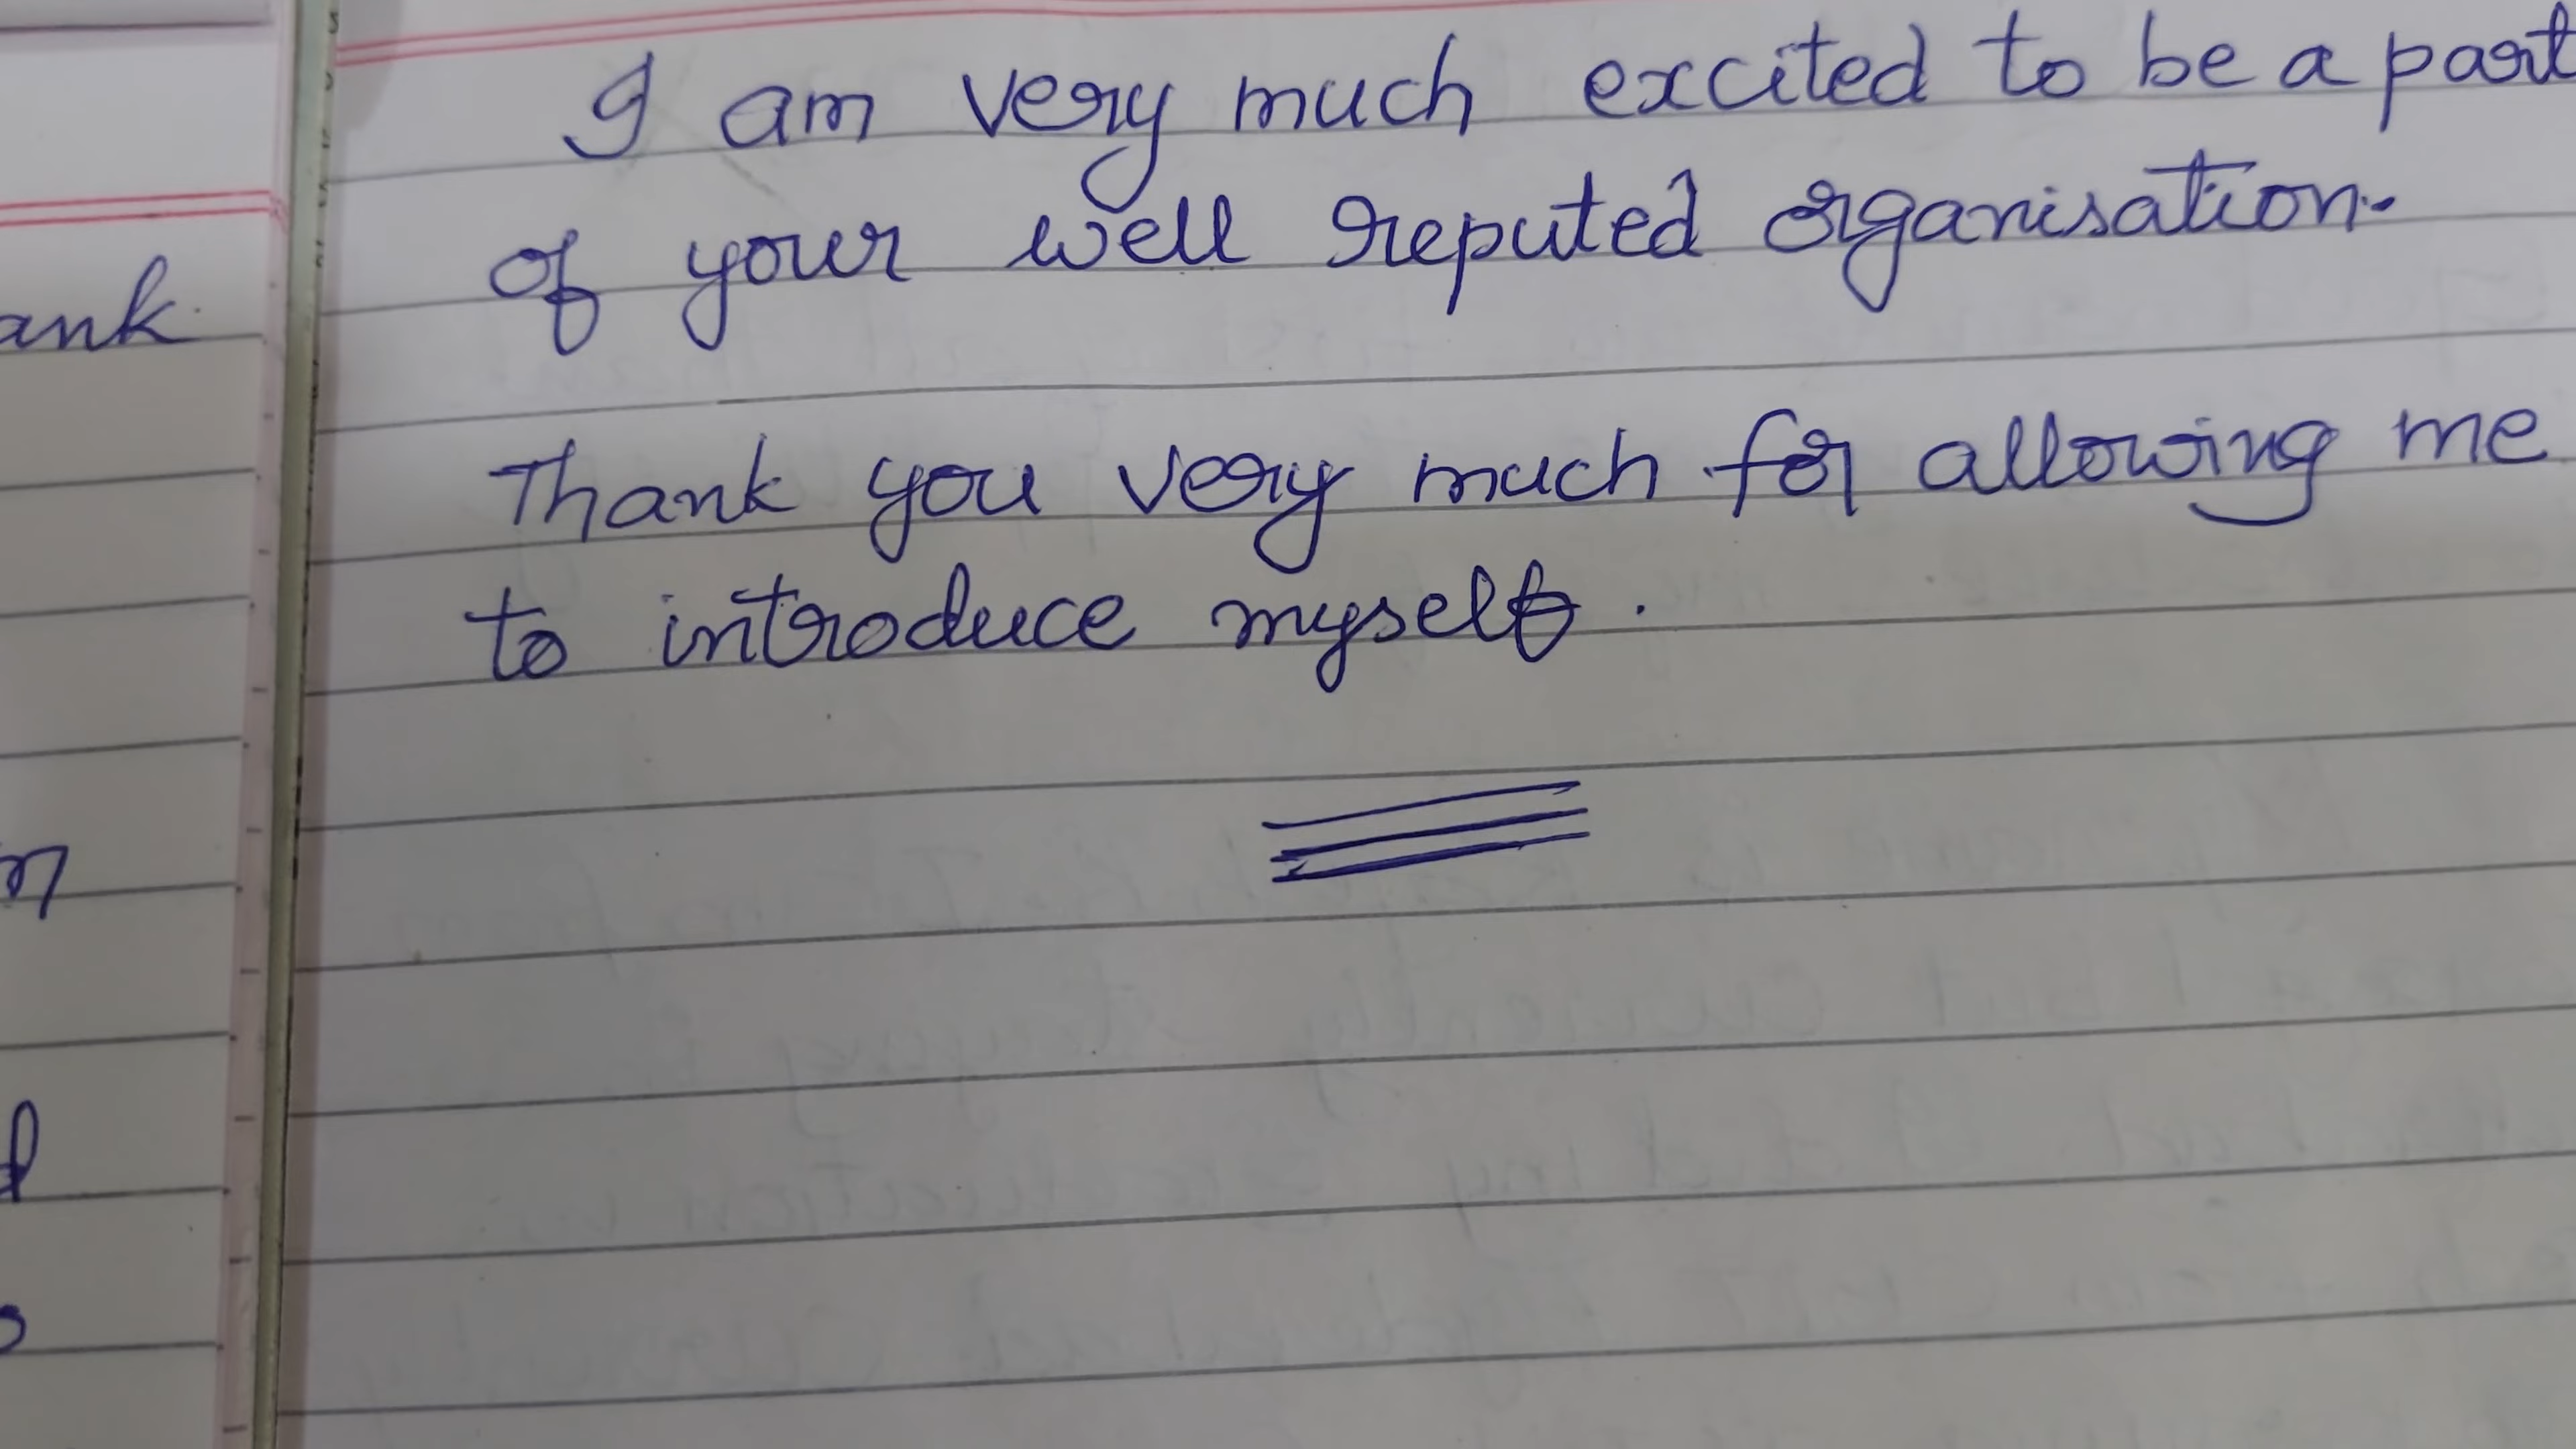 I am very much excited to be a part
of your well reputed organisation.
Thank you very much for allowing me
to introduce myself.
ank